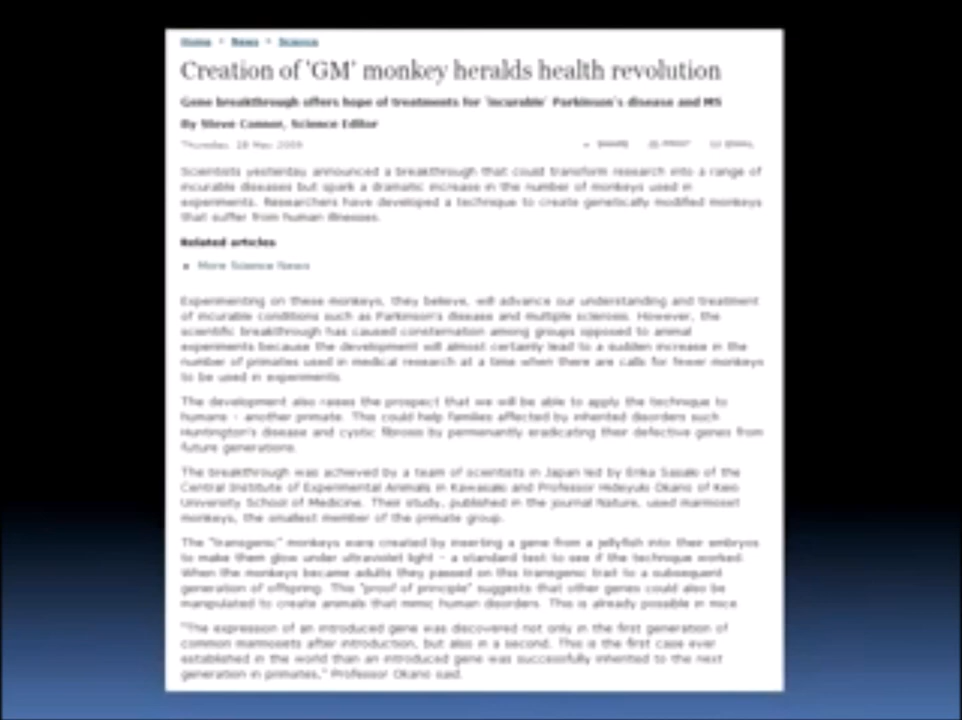 Home > News > Science
Creation of 'GM' monkey heralds health revolution
Gene breakthrough offers hope of treatments for 'incurable' Parkinson's disease and MS
By Steve Connor, Science Editor
Thursday, 28 May 2009
SHARE PRINT EMAIL
Scientists yesterday announced a breakthrough that could transform research into a range of
incurable diseases but spark a dramatic increase in the number of monkeys used in
experiments. Researchers have developed a technique to create genetically modified monkeys
that suffer from human illnesses.
Related articles
• More Science News
Experimenting on these monkeys, they believe, will advance our understanding and treatment
of incurable conditions such as Parkinson's disease and multiple sclerosis. However, the
scientific breakthrough has caused consternation among groups opposed to animal
experiments because the development will almost certainly lead to a sudden increase in the
number of primates used in medical research at a time when there are calls for fewer monkeys
to be used in experiments.
The development also raises the prospect that we will be able to apply the technique to
humans – another primate. This could help families affected by inherited disorders such
Huntington's disease and cystic fibrosis by permanently eradicating their defective genes from
future generations.
The breakthrough was achieved by a team of scientists in Japan led by Erika Sasaki of the
Central Institute of Experimental Animals in Kawasaki and Professor Hideyuki Okano of Keio
University School of Medicine. Their study, published in the journal Nature, used marmoset
monkeys, the smallest member of the primate group.
The "transgenic" monkeys were created by inserting a gene from a jellyfish into their embryos
to make them glow under ultraviolet light – a standard test to see if the technique worked.
When the monkeys became adults they passed on this transgenic trait to a subsequent
generation of offspring. This "proof of principle" suggests that other genes could also be
manipulated to create animals that mimic human disorders. This is already possible in mice.
"The expression of an introduced gene was discovered not only in the first generation of
common marmosets after introduction, but also in a second. This is the first case ever
established in the world than an introduced gene was successfully inherited to the next
generation in primates," Professor Okano said.